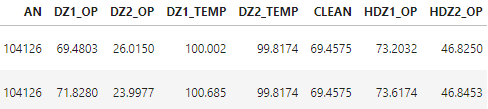 AN DZ1_OP DZ2_OP DZ1_TEMP DZ2_TEMP CLEAN HDZ1_OP HDZ2_OP
104126 69.4803 26.0150 100.002 99.8174 69.4575 73.2032 46.8250
104126 71.8280 23.9977 100.685 99.8174 69.4575 73.6174 46.8453